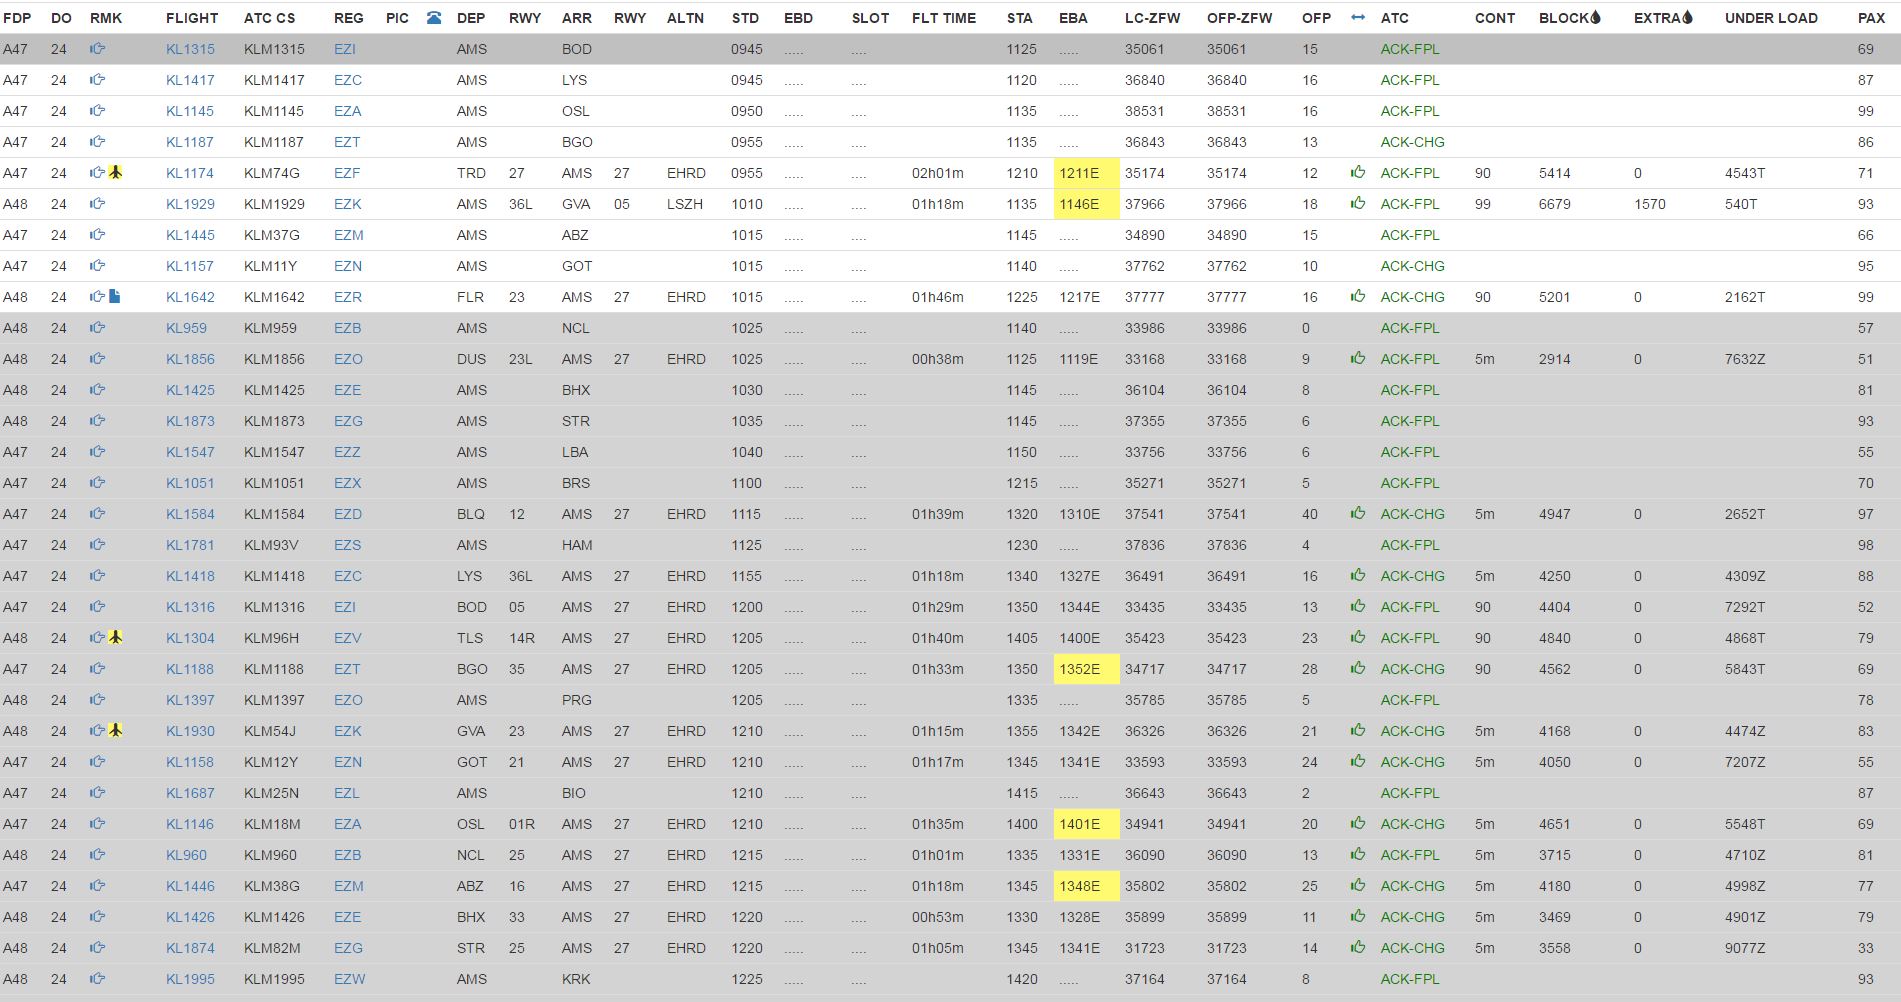 FDP DO RMK FLIGHT ATC CS REG PIC DEP RWY ARR RWY ALTN STD EBD SLOT FLT TIME STA EBA LC-ZFW OFP-ZFW OFP ATC CONT BLOCK EXTRA UNDER LOAD PAX
A47 24 KL1315 KLM1315 EZI AMS BOD 0945 ..... .... 1125 ..... 35061 35061 15 ACK-FPL 69
A47 24 KL1417 KLM1417 EZC AMS LYS 0945 ..... .... 1120 ..... 36840 36840 16 ACK-FPL 87
A47 24 KL1145 KLM1145 EZA AMS OSL 0950 ..... .... 1135 ..... 38531 38531 16 ACK-FPL 99
A47 24 KL1187 KLM1187 EZT AMS BGO 0955 ..... .... 1135 ..... 36843 36843 13 ACK-CHG 86
A47 24 KL1174 KLM74G EZF TRD 27 AMS 27 EHRD 0955 ..... .... 02h01m 1210 1211E 35174 35174 12 ACK-FPL 90 5414 0 4543T 71
A48 24 KL1929 KLM1929 EZK AMS 36L GVA 05 LSZH 1010 ..... .... 01h18m 1135 1146E 37966 37966 18 ACK-FPL 99 6679 1570 540T 93
A47 24 KL1445 KLM37G EZM AMS ABZ 1015 ..... .... 1145 ..... 34890 34890 15 ACK-FPL 66
A47 24 KL1157 KLM11Y EZN AMS GOT 1015 ..... .... 1140 ..... 37762 37762 10 ACK-CHG 95
A48 24 KL1642 KLM1642 EZR FLR 23 AMS 27 EHRD 1015 ..... .... 01h46m 1225 1217E 37777 37777 16 ACK-CHG 90 5201 0 2162T 99
A48 24 KL959 KLM959 EZB AMS NCL 1025 ..... .... 1140 ..... 33986 33986 0 ACK-FPL 57
A48 24 KL1856 KLM1856 EZO DUS 23L AMS 27 EHRD 1025 ..... .... 00h38m 1125 1119E 33168 33168 9 ACK-FPL 5m 2914 0 7632Z 51
A48 24 KL1425 KLM1425 EZE AMS BHX 1030 ..... .... 1145 ..... 36104 36104 8 ACK-FPL 81
A48 24 KL1873 KLM1873 EZG AMS STR 1035 ..... .... 1145 ..... 37355 37355 6 ACK-FPL 93
A47 24 KL1547 KLM1547 EZZ AMS LBA 1040 ..... .... 1150 ..... 33756 33756 6 ACK-FPL 55
A47 24 KL1051 KLM1051 EZX AMS BRS 1100 ..... .... 1215 ..... 35271 35271 5 ACK-FPL 70
A47 24 KL1584 KLM1584 EZD BLQ 12 AMS 27 EHRD 1115 ..... .... 01h39m 1320 1310E 37541 37541 40 ACK-CHG 5m 4947 0 2652T 97
A47 24 KL1781 KLM93V EZS AMS HAM 1125 ..... .... 1230 ..... 37836 37836 4 ACK-FPL 98
A47 24 KL1418 KLM1418 EZC LYS 36L AMS 27 EHRD 1155 ..... .... 01h18m 1340 1327E 36491 36491 16 ACK-CHG 5m 4250 0 4309Z 88
A47 24 KL1316 KLM1316 EZI BOD 05 AMS 27 EHRD 1200 ..... .... 01h29m 1350 1344E 33435 33435 13 ACK-FPL 90 4404 0 7292T 52
A48 24 KL1304 KLM96H EZV TLS 14R AMS 27 EHRD 1205 ..... .... 01h40m 1405 1400E 35423 35423 23 ACK-FPL 90 4840 0 4868T 79
A47 24 KL1188 KLM1188 EZT BGO 35 AMS 27 EHRD 1205 ..... .... 01h33m 1350 1352E 34717 34717 28 ACK-CHG 90 4562 0 5843T 69
A48 24 KL1397 KLM1397 EZO AMS PRG 1205 ..... .... 1335 ..... 35785 35785 5 ACK-FPL 78
A48 24 KL1930 KLM54J EZK GVA 23 AMS 27 EHRD 1210 ..... .... 01h15m 1355 1342E 36326 36326 21 ACK-CHG 5m 4168 0 4474Z 83
A47 24 KL1158 KLM12Y EZN GOT 21 AMS 27 EHRD 1210 ..... .... 01h17m 1345 1341E 33593 33593 24 ACK-CHG 5m 4050 0 7207Z 55
A47 24 KL1687 KLM25N EZL AMS BIO 1210 ..... .... 1415 ..... 36643 36643 2 ACK-FPL 87
A47 24 KL1146 KLM18M EZA OSL 01R AMS 27 EHRD 1210 ..... .... 01h35m 1400 1401E 34941 34941 20 ACK-CHG 5m 4651 0 5548T 69
A48 24 KL960 KLM960 EZB NCL 25 AMS 27 EHRD 1215 ..... .... 01h01m 1335 1331E 36090 36090 13 ACK-FPL 5m 3715 0 4710Z 81
A47 24 KL1446 KLM38G EZM ABZ 16 AMS 27 EHRD 1215 ..... .... 01h18m 1345 1348E 35802 35802 25 ACK-CHG 5m 4180 0 4998Z 77
A48 24 KL1426 KLM1426 EZE BHX 33 AMS 27 EHRD 1220 ..... .... 00h53m 1330 1328E 35899 35899 11 ACK-CHG 5m 3469 0 4901Z 79
A48 24 KL1874 KLM82M EZG STR 25 AMS 27 EHRD 1220 ..... .... 01h05m 1345 1341E 31723 31723 14 ACK-CHG 5m 3558 0 9077Z 33
A48 24 KL1995 KLM1995 EZW AMS KRK 1225 ..... .... 1420 ..... 37164 37164 8 ACK-FPL 93